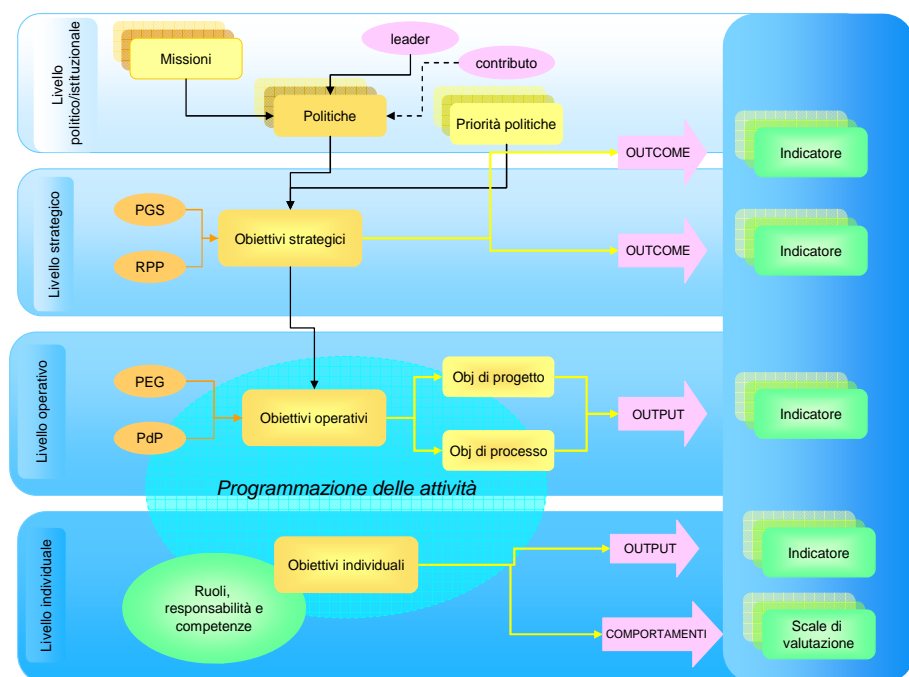 Livello
politico/istituzionale
Missioni
leader
contributo
Politiche
Priorità politiche
OUTCOME
Indicatore
Livello strategico
PGS
RPP
Obiettivi strategici
OUTCOME
Indicatore
Livello operativo
PEG
PdP
Obiettivi operativi
Obj di progetto
Obj di processo
OUTPUT
Indicatore
Programmazione delle attività
Livello individuale
Ruoli,
responsabilità e
competenze
Obiettivi individuali
OUTPUT
Indicatore
COMPORTAMENTI
Scale di
valutazione